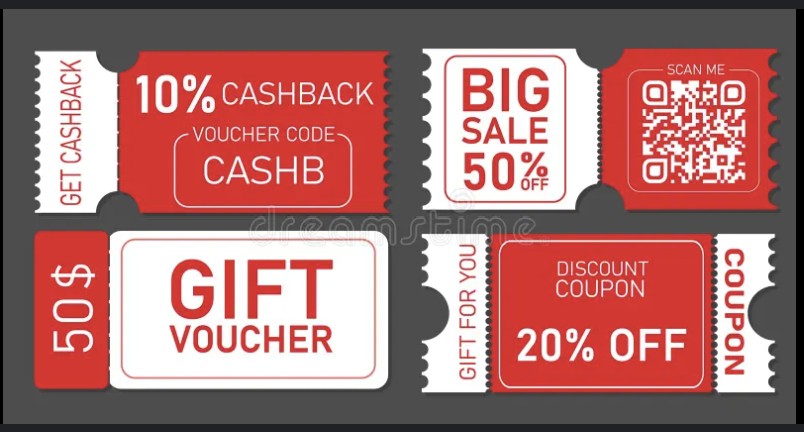 GET CASHBACK
10% CASHBACK
VOUCHER CODE
CASHB
BIG
SALE
50%
OFF
SCAN ME
50$
GIFT
VOUCHER
GIFT FOR YOU
DISCOUNT
COUPON
20% OFF
COUPON
dreamstime